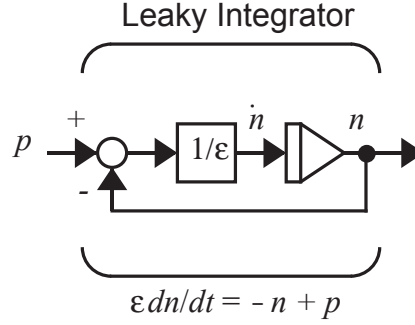 Leaky Integrator
p + - 1/ε ṅ n
ε dn/dt = - n + p